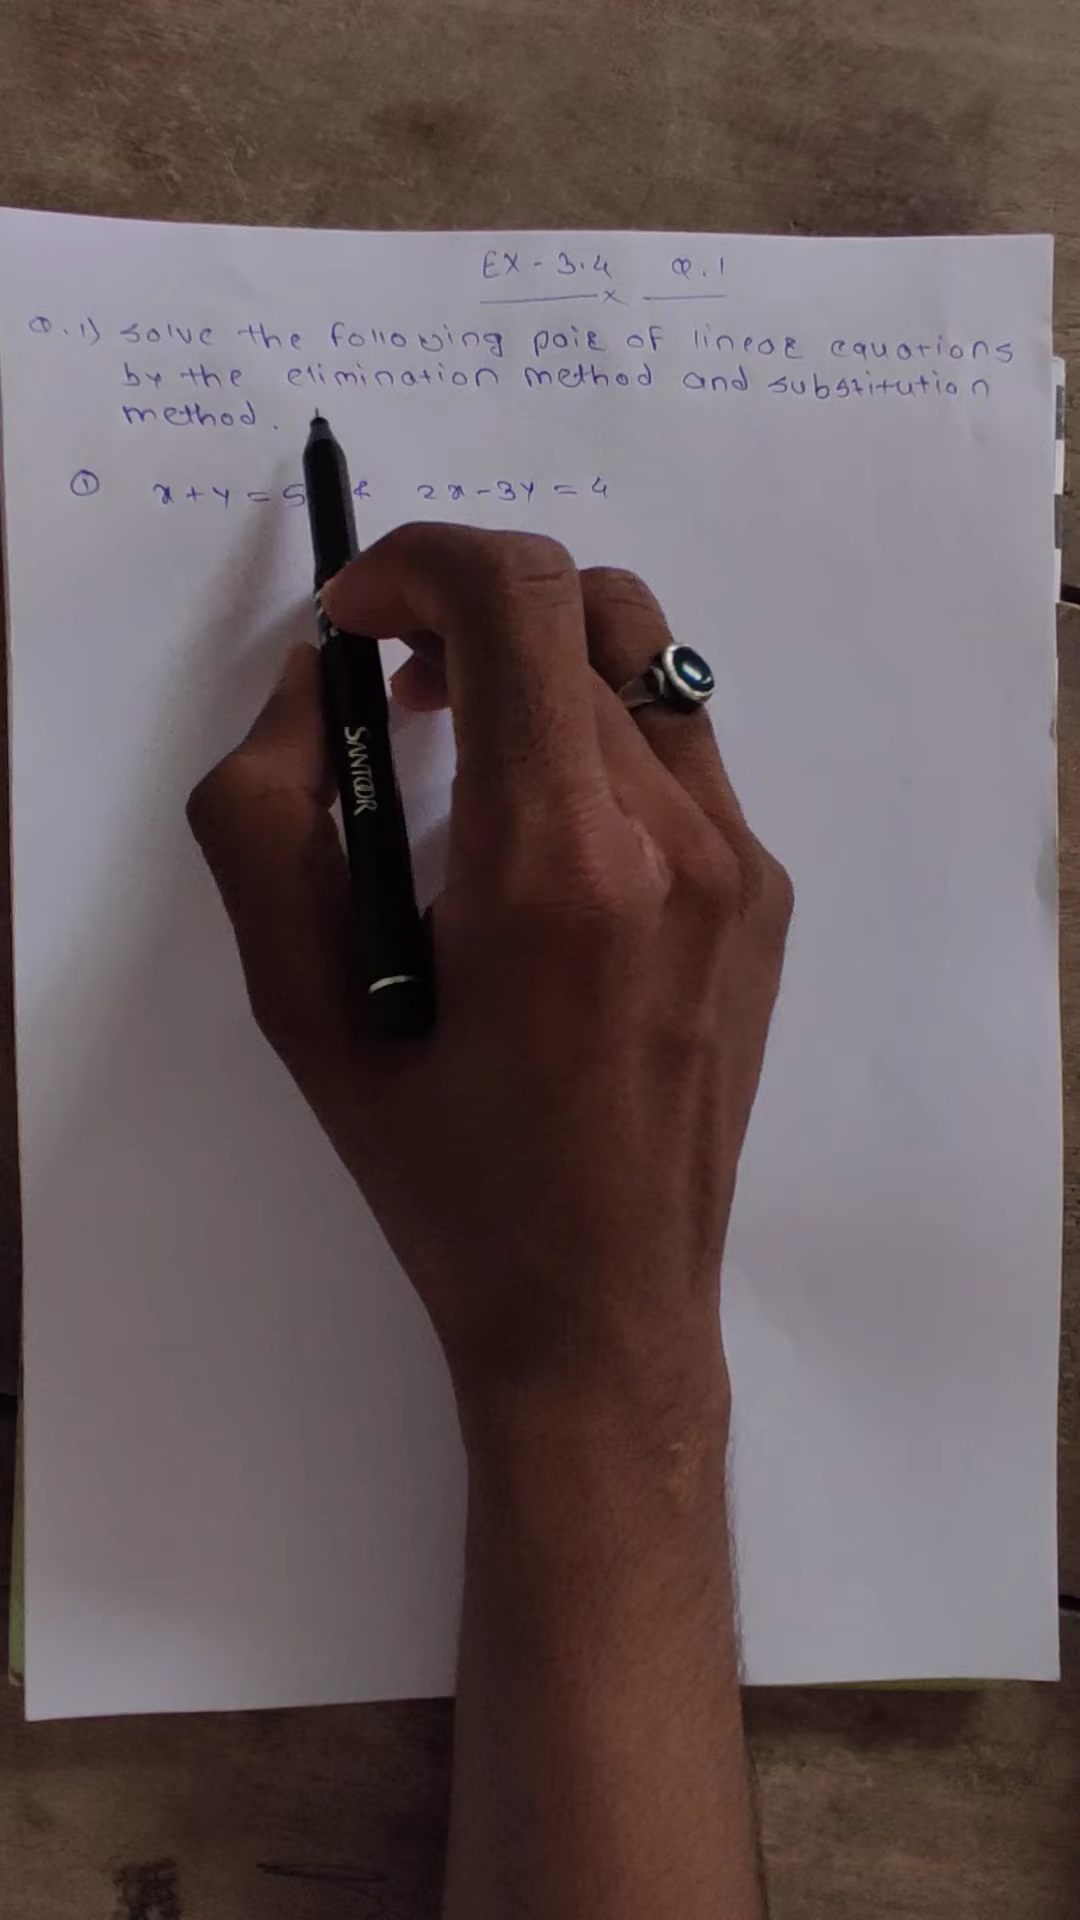 EX - 3.4 Q.1
Q.1) Solve the following pair of linear equations
by the elimination method and substitution
method.
① x + y = 5 & 2x - 3y = 4
SANTOOR